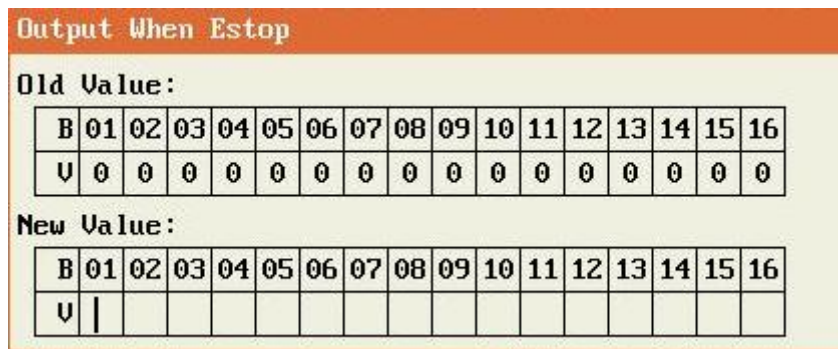 Output When Estop
Old Value:
B 01 02 03 04 05 06 07 08 09 10 11 12 13 14 15 16
V 0 0 0 0 0 0 0 0 0 0 0 0 0 0 0 0
New Value:
B 01 02 03 04 05 06 07 08 09 10 11 12 13 14 15 16
V